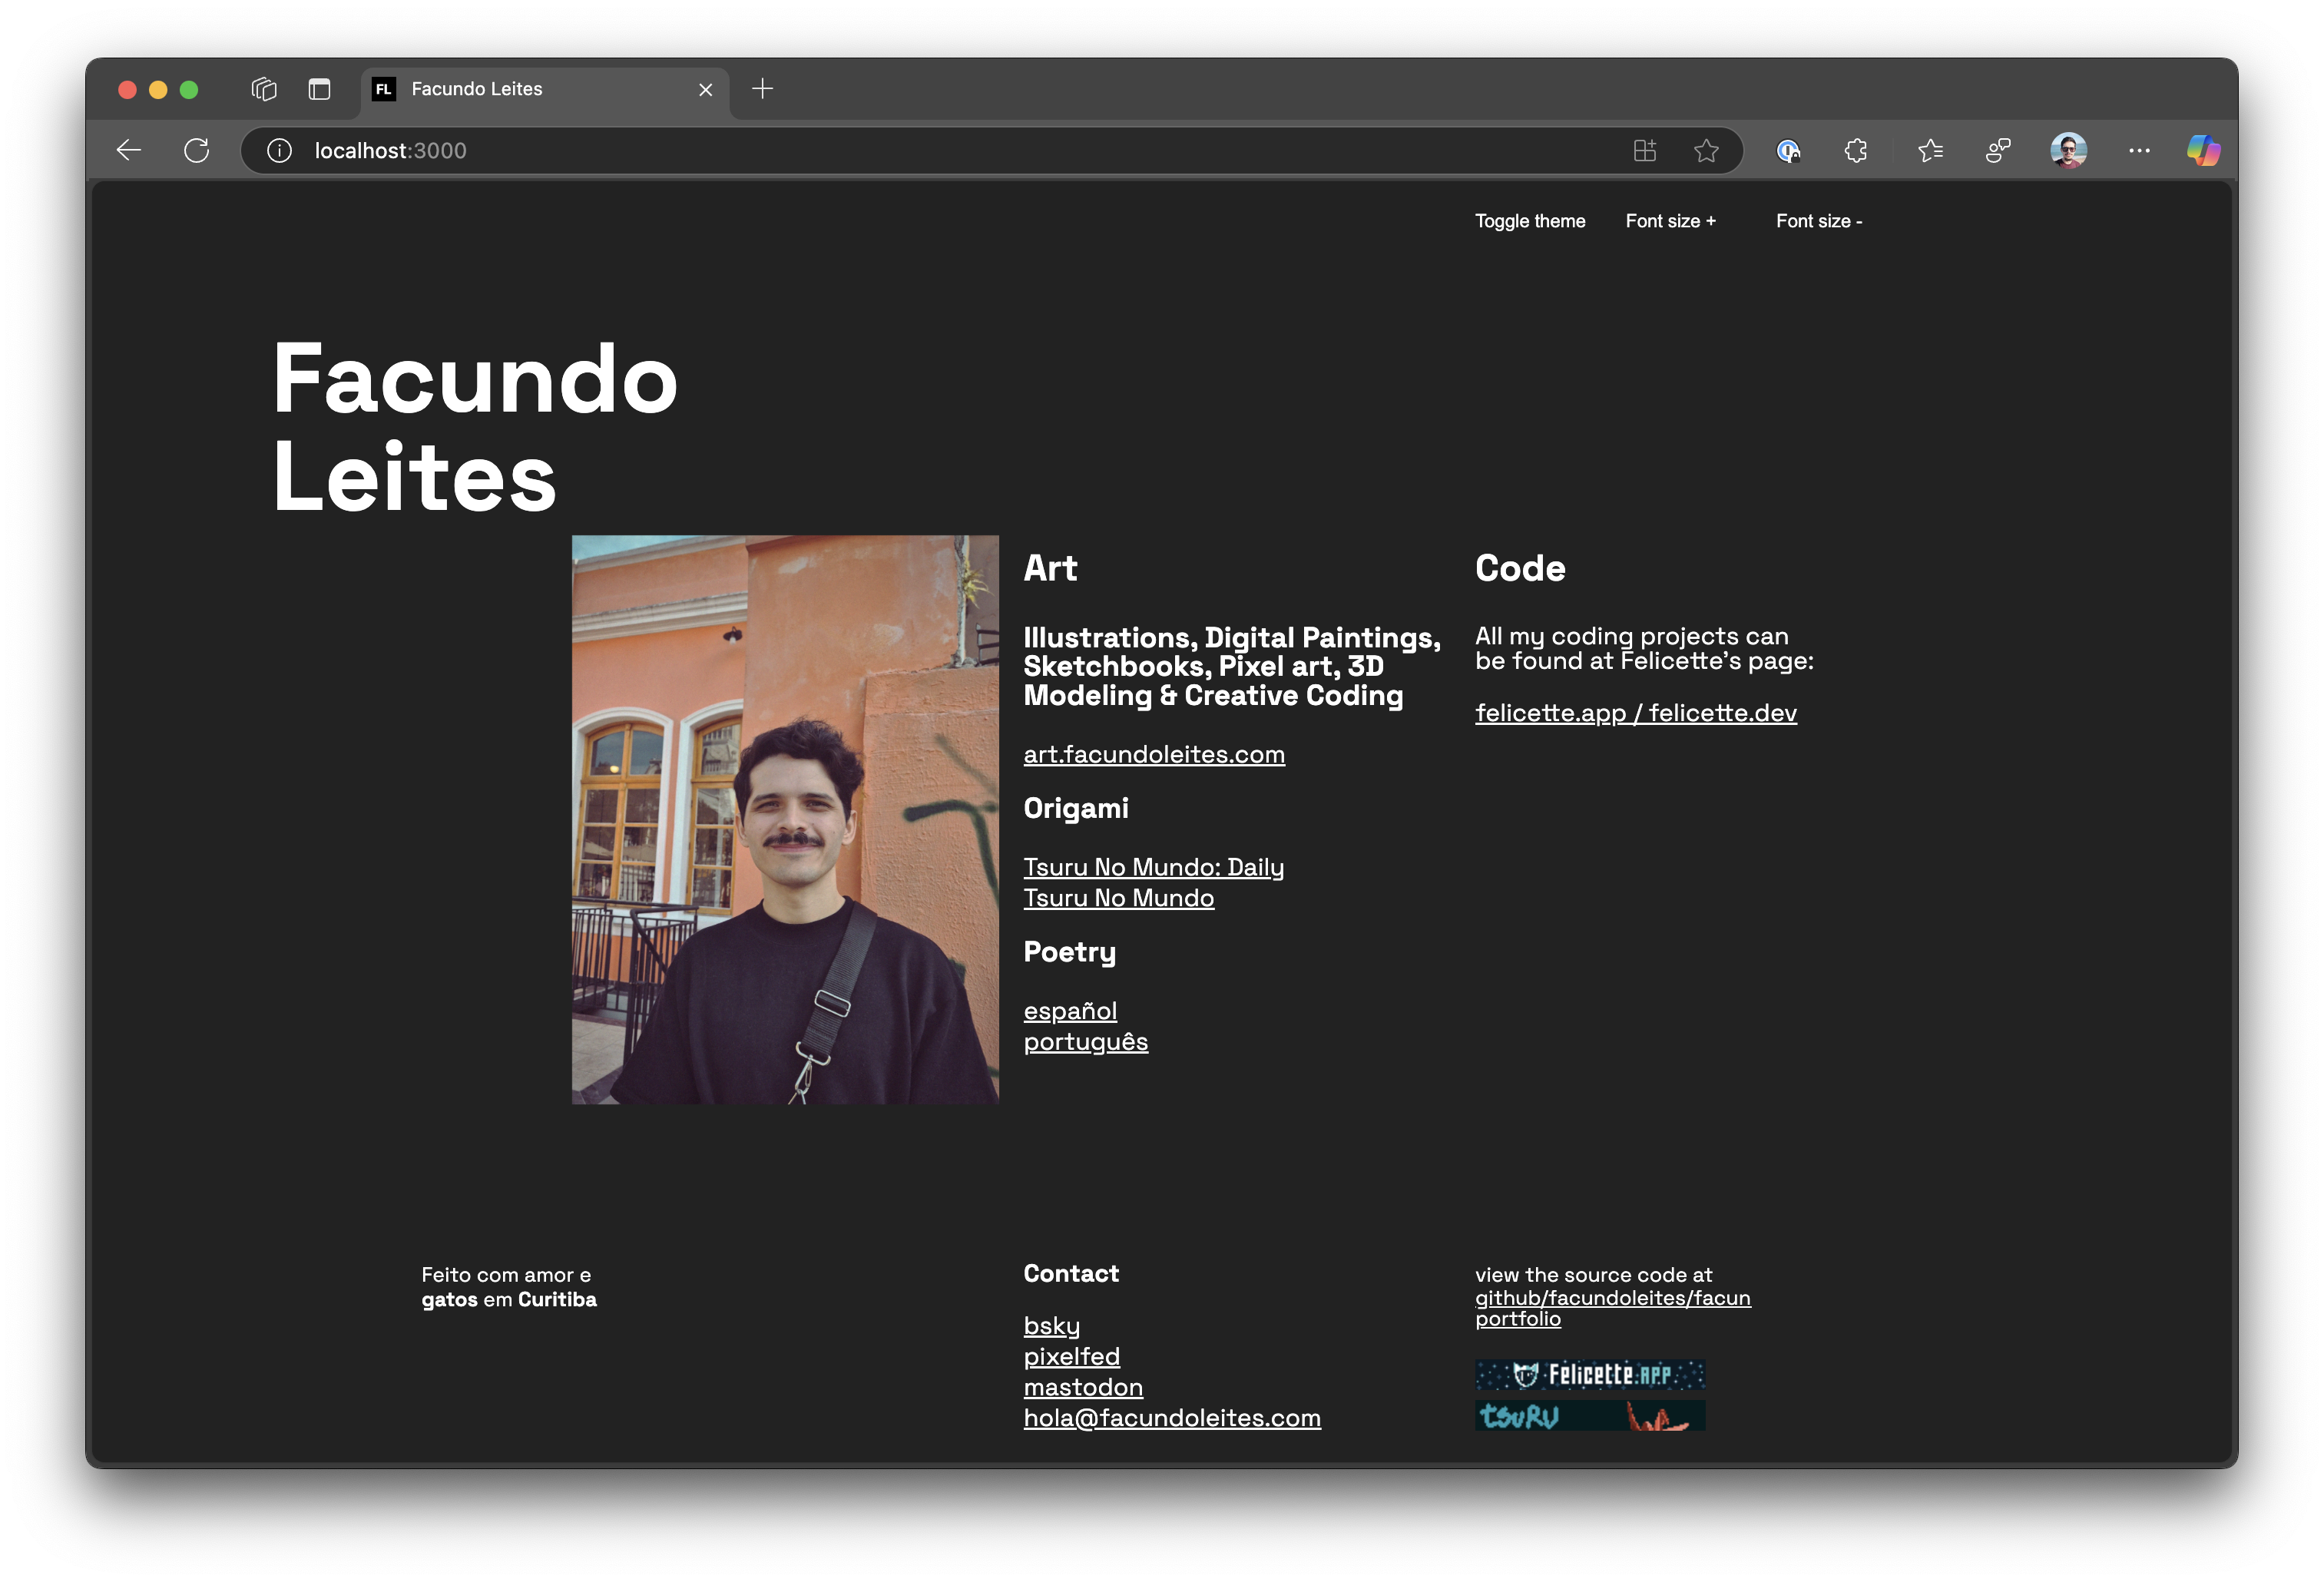 FL Facundo Leites
localhost:3000
Toggle theme Font size + Font size -
Facundo
Leites
Art
Illustrations, Digital Paintings,
Sketchbooks, Pixel art, 3D
Modeling & Creative Coding
art.facundoleites.com
Origami
Tsuru No Mundo: Daily
Tsuru No Mundo
Poetry
español
português
Code
All my coding projects can
be found at Felicette's page:
felicette.app / felicette.dev
Feito com amor e
gatos em Curitiba
Contact
bsky
pixelfed
mastodon
hola@facundoleites.com
view the source code at
github/facundoleites/facun
portfolio
Felicette.APP
tsuRU